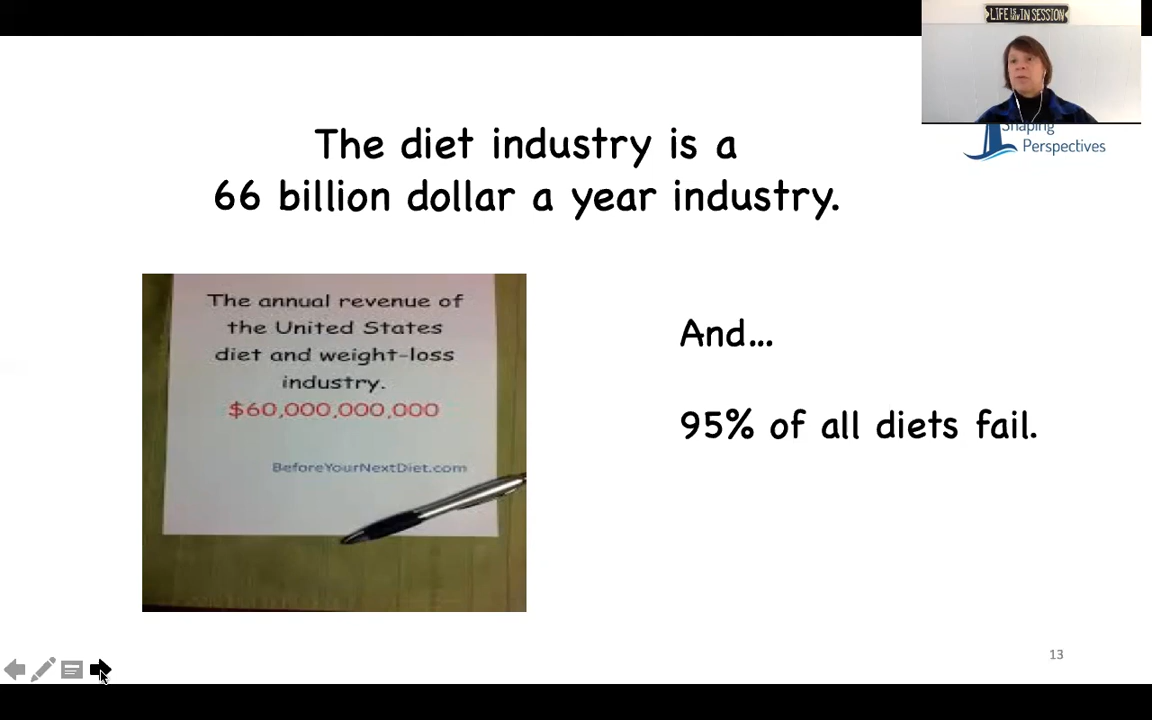 LIFE IS NOW IN SESSION
Shaping
Perspectives
The diet industry is a
66 billion dollar a year industry.
The annual revenue of
the United States
diet and weight-loss
industry.
$60,000,000,000
BeforeYourNextDiet.com
And...
95% of all diets fail.
13